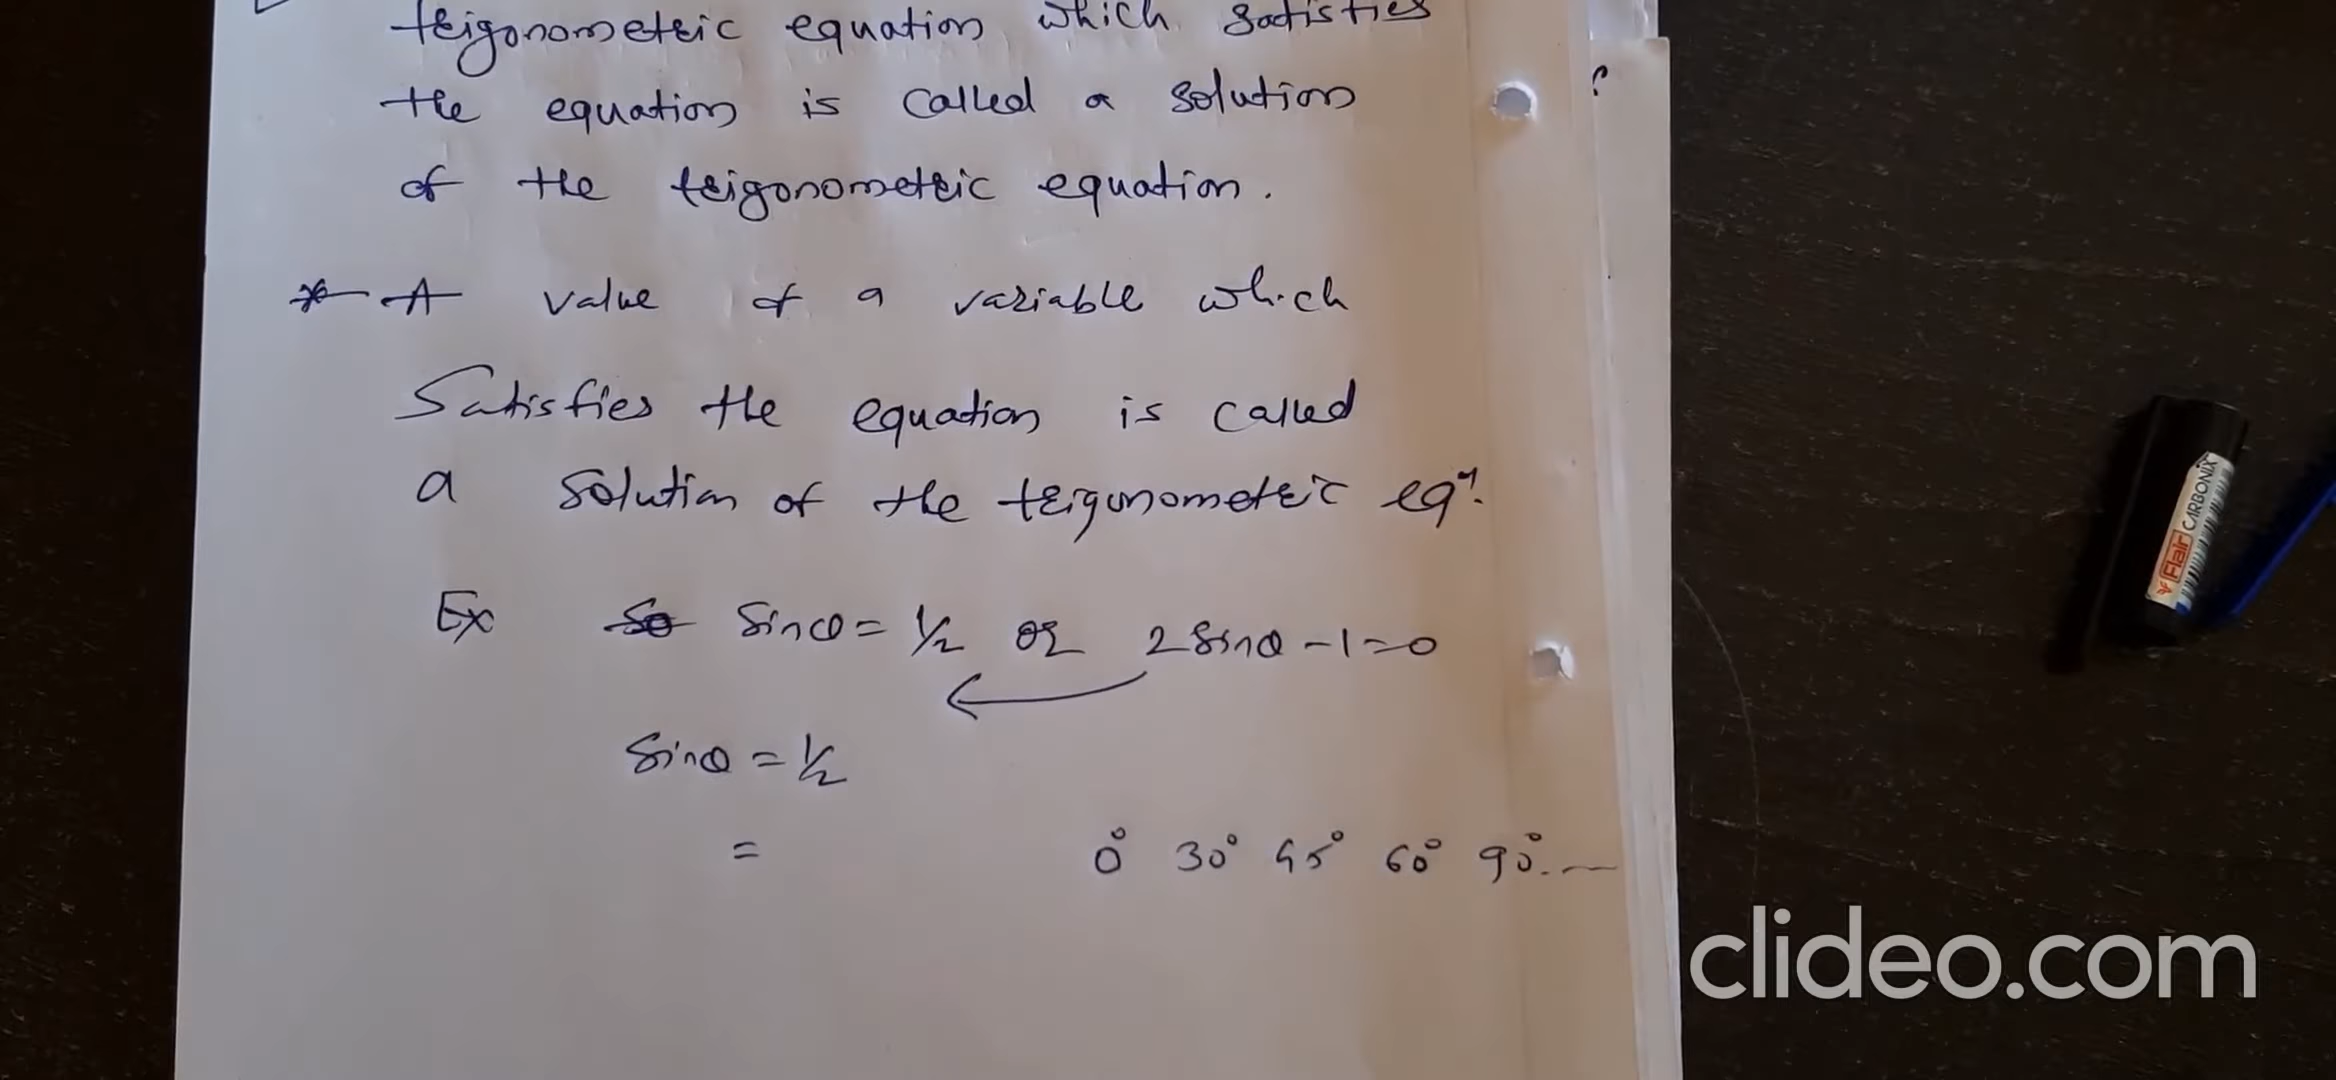 trigonometric equation which satisfies
the equation is called a solution
of the trigonometric equation.
* A value of a variable which
Satisfies the equation is called
a solution of the trigonometric eqn.
Ex So sinθ = 1/2 or 2 sinθ - 1 = 0
sinθ = 1/2
= 0° 30° 45° 60° 90°. —
Flair CARBONIX
clideo.com